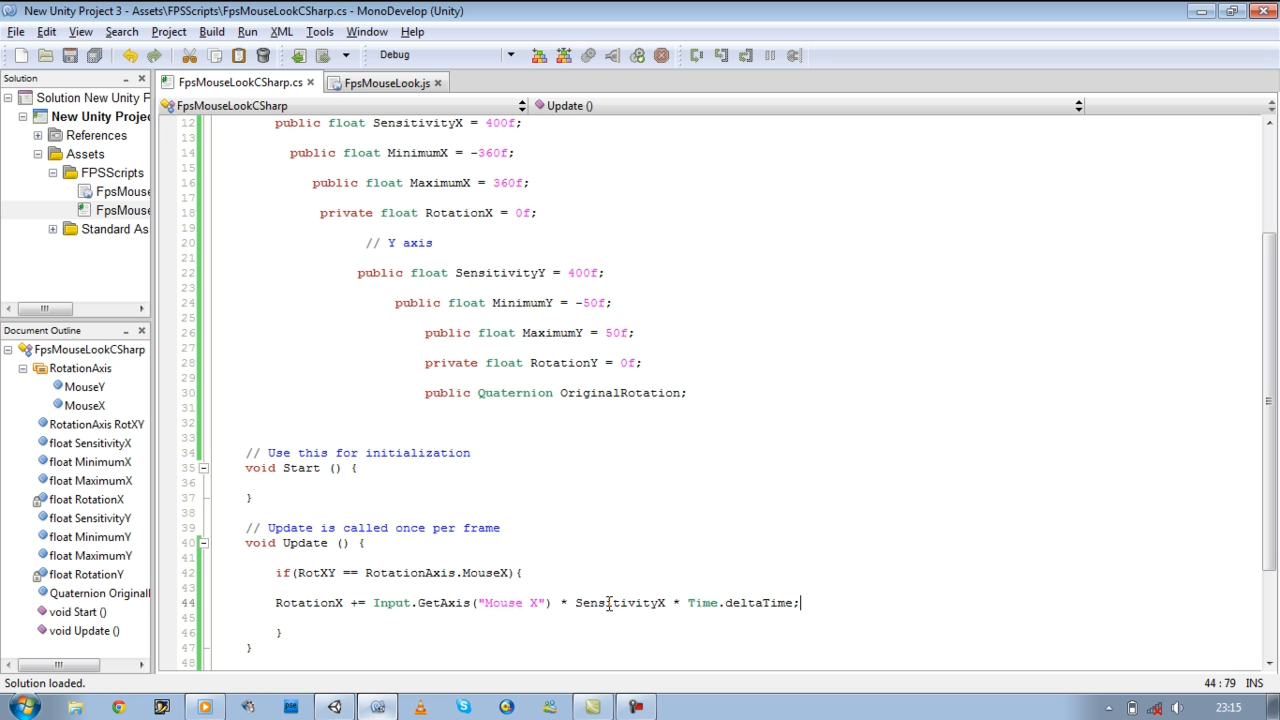 New Unity Project 3 - Assets\FPSScripts\FpsMouseLookCSharp.cs - MonoDevelop (Unity)
File Edit View Search Project Build Run XML Tools Window Help
Debug
Solution
FpsMouseLookCSharp.cs FpsMouseLook.js
FpsMouseLookCSharp Update ()
Solution New Unity P
New Unity Proje
References
Assets
FPSScripts
FpsMouse
FpsMouse
Standard As
Document Outline
FpsMouseLookCSharp
RotationAxis
MouseY
MouseX
RotationAxis RotXY
float SensitivityX
float MinimumX
float MaximumX
float RotationX
float SensitivityY
float MinimumY
float MaximumY
float RotationY
Quaternion Original
void Start ()
void Update ()
12 public float SensitivityX = 400f;
13
14 public float MinimumX = -360f;
15
16 public float MaximumX = 360f;
17
18 private float RotationX = 0f;
19
20 // Y axis
21
22 public float SensitivityY = 400f;
23
24 public float MinimumY = -50f;
25
26 public float MaximumY = 50f;
27
28 private float RotationY = 0f;
29
30 public Quaternion OriginalRotation;
31
32
33
34 // Use this for initialization
35 void Start () {
36
37 }
38
39 // Update is called once per frame
40 void Update () {
41
42 if(RotXY == RotationAxis.MouseX){
43
44 RotationX += Input.GetAxis("Mouse X") * SensitivityX * Time.deltaTime;
45
46 }
47 }
48
Solution loaded. 44 : 79 INS
23:15